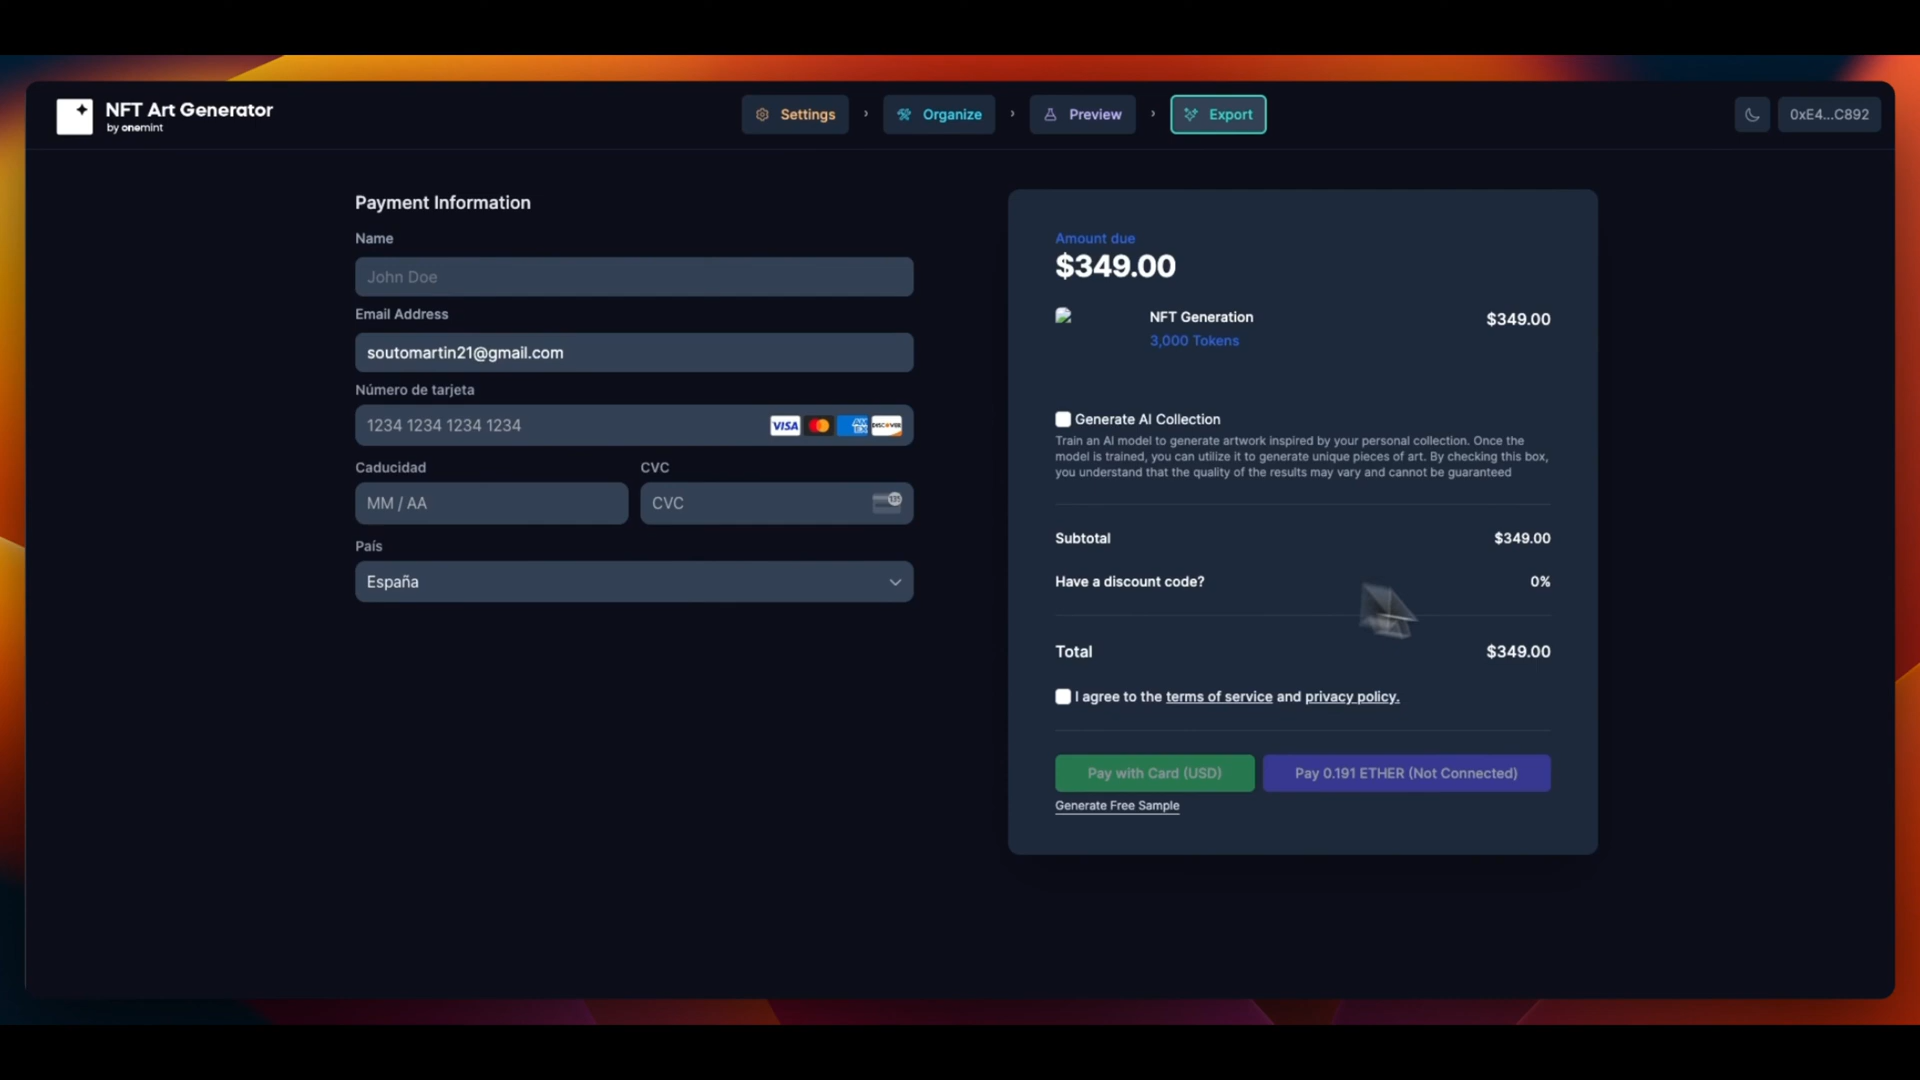 NFT Art Generator
by onemint
Settings
Organize
Preview
Export
0xE4...C892
Payment Information
Name
John Doe
Email Address
soutomartin21@gmail.com
Número de tarjeta
1234 1234 1234 1234
VISA
AMEX
DISCOVER
Caducidad
CVC
MM / AA
CVC
País
España
Amount due
$349.00
NFT Generation
$349.00
3,000 Tokens
Generate AI Collection
Train an AI model to generate artwork inspired by your personal collection. Once the
model is trained, you can utilize it to generate unique pieces of art. By checking this box,
you understand that the quality of the results may vary and cannot be guaranteed
Subtotal
$349.00
Have a discount code?
0%
Total
$349.00
I agree to the terms of service and privacy policy.
Pay with Card (USD)
Pay 0.191 ETHER (Not Connected)
Generate Free Sample